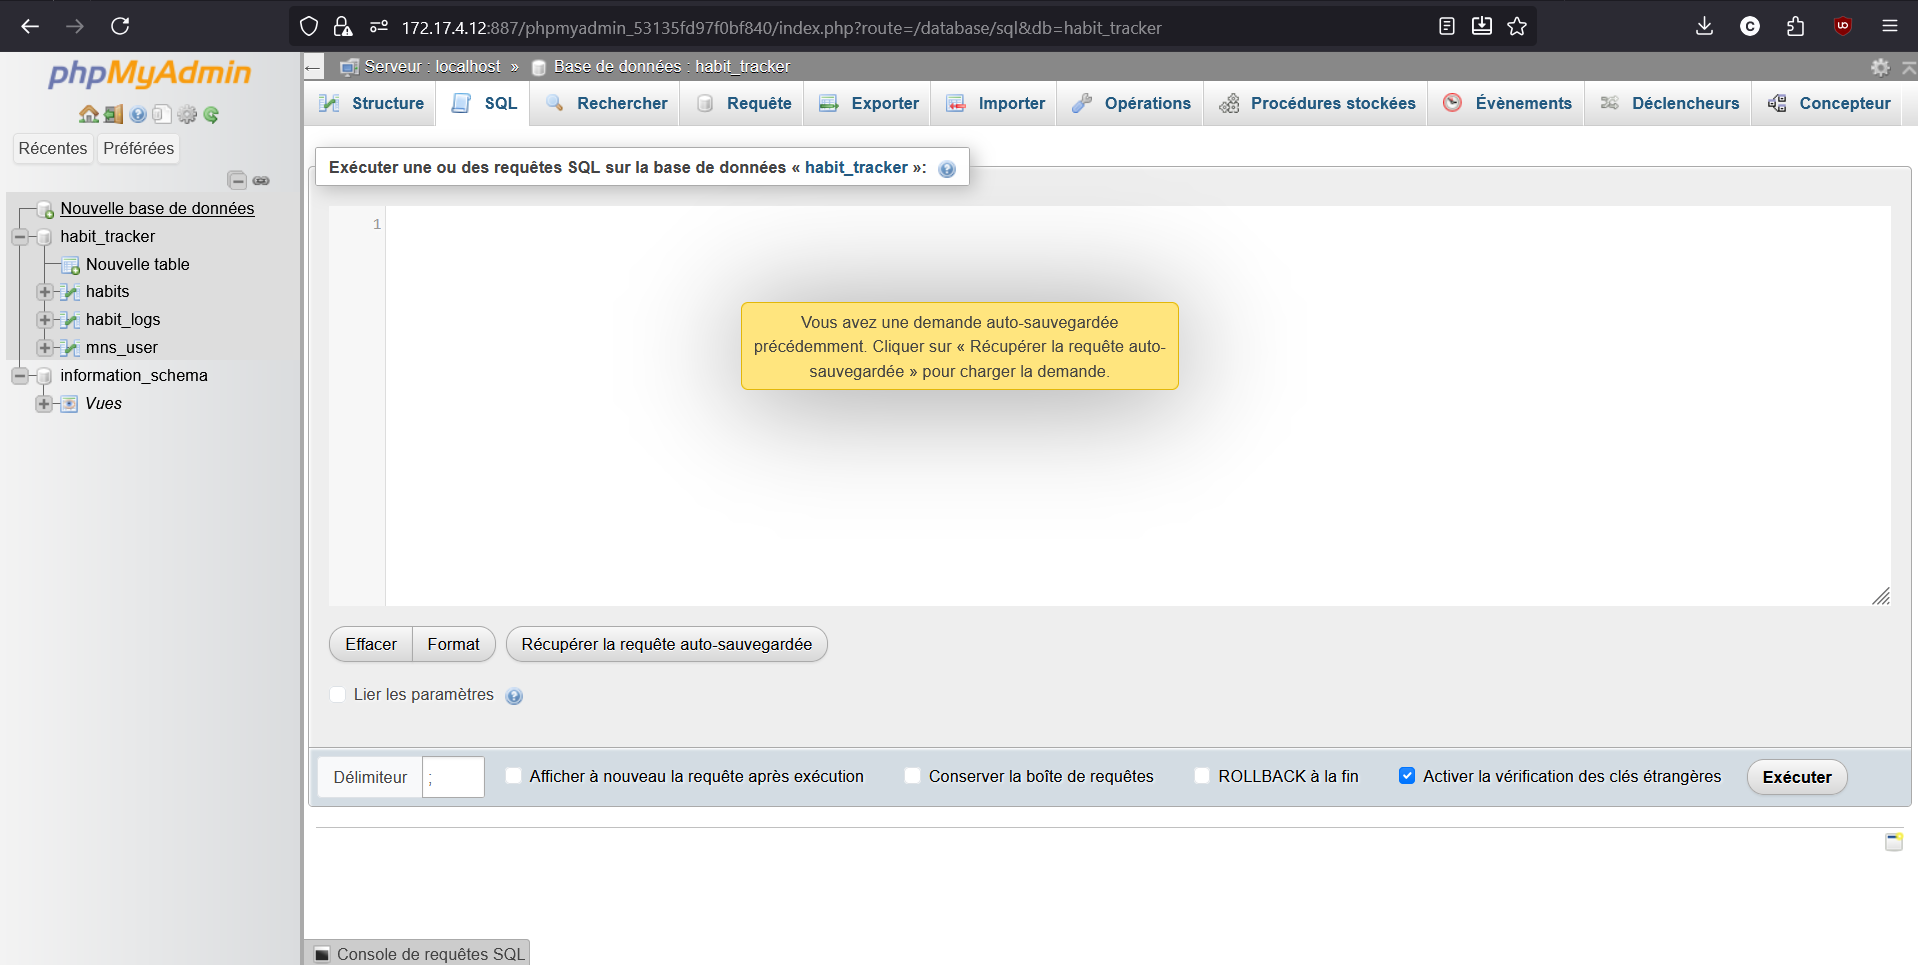 172.17.4.12:887/phpmyadmin_53135fd97f0bf840/index.php?route=/database/sql&db=habit_tracker
phpMyAdmin
Récentes Préférées
Nouvelle base de données
habit_tracker
Nouvelle table
habits
habit_logs
mns_user
information_schema
Vues
Serveur : localhost » Base de données : habit_tracker
Structure SQL Rechercher Requête Exporter Importer Opérations Procédures stockées Évènements Déclencheurs Concepteur
Exécuter une ou des requêtes SQL sur la base de données « habit_tracker »:
1
Vous avez une demande auto-sauvegardée
précédemment. Cliquer sur « Récupérer la requête auto-
sauvegardée » pour charger la demande.
Effacer Format Récupérer la requête auto-sauvegardée
Lier les paramètres
Délimiteur ; Afficher à nouveau la requête après exécution Conserver la boîte de requêtes ROLLBACK à la fin Activer la vérification des clés étrangères Exécuter
Console de requêtes SQL